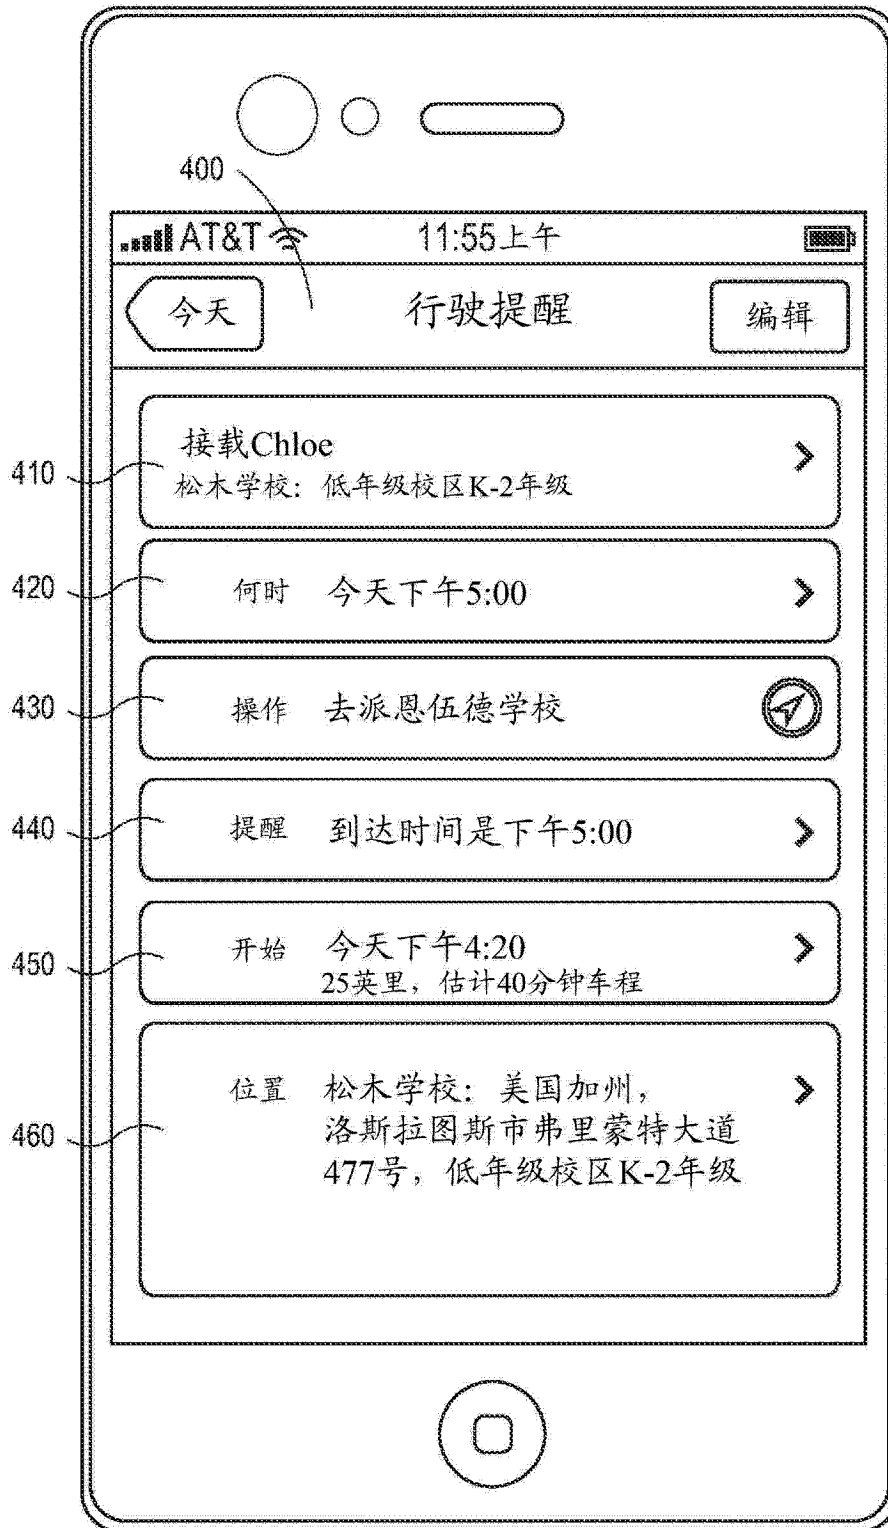 400
AT&T 11:55上午
今天 行驶提醒 编辑
接载Chloe
410
松木学校：低年级校区K-2年级
420 何时 今天下午5:00
430 操作 去派恩伍德学校
440 提醒 到达时间是下午5:00
开始 今天下午4:20
450
25英里，估计40分钟车程
位置 松木学校：美国加州，
460 洛斯拉图斯市弗里蒙特大道
477号，低年级校区K-2年级